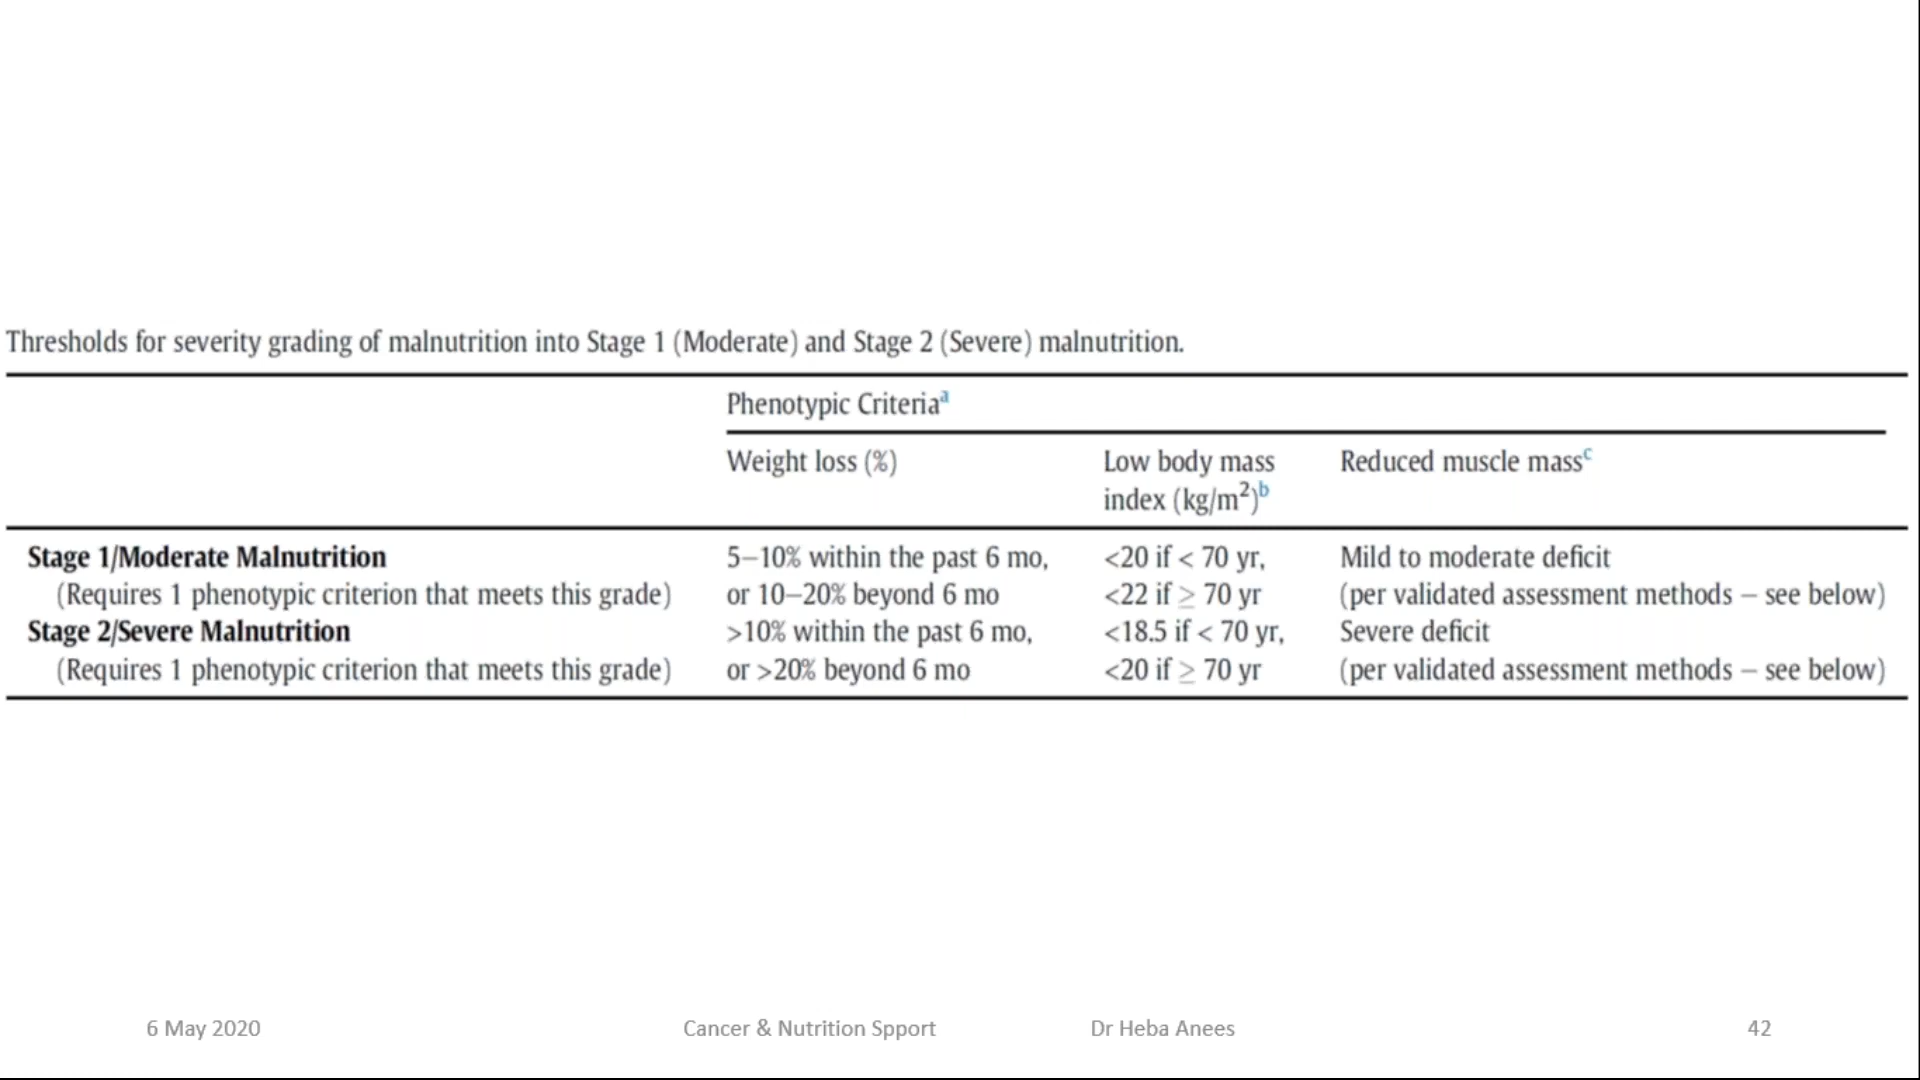 Thresholds for severity grading of malnutrition into Stage 1 (Moderate) and Stage 2 (Severe) malnutrition.
Phenotypic Criteriaª
Weight loss (%) Low body mass Reduced muscle massᶜ
index (kg/m²)ᵇ
Stage 1/Moderate Malnutrition 5–10% within the past 6 mo, <20 if < 70 yr, Mild to moderate deficit
(Requires 1 phenotypic criterion that meets this grade) or 10–20% beyond 6 mo <22 if ≥ 70 yr (per validated assessment methods – see below)
Stage 2/Severe Malnutrition >10% within the past 6 mo, <18.5 if < 70 yr, Severe deficit
(Requires 1 phenotypic criterion that meets this grade) or >20% beyond 6 mo <20 if ≥ 70 yr (per validated assessment methods – see below)
6 May 2020 Cancer & Nutrition Spport Dr Heba Anees 42